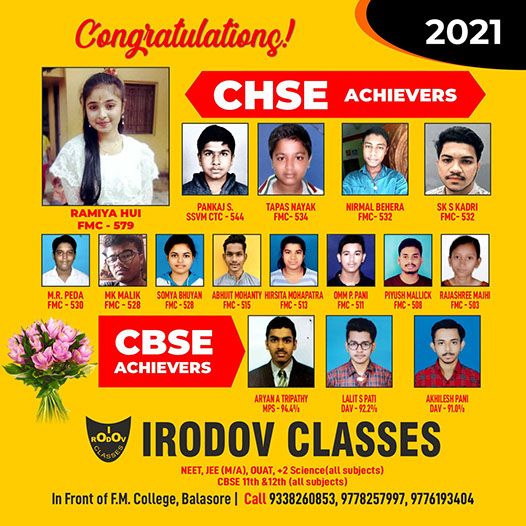 Congratulations!
2021
CHSE ACHIEVERS
RAMIYA HUI
FMC - 579
PANKAJ S.
SSVM CTC - 544
TAPAS NAYAK
FMC- 534
NIRMAL BEHERA
FMC- 532
SK S KADRI
FMC- 532
M.R. PEDA
FMC - 530
MK MALIK
FMC - 528
SOMYA BHUYAN
FMC - 528
ABHIJIT MOHANTY
FMC - 515
HIRSITA MOHAPATRA
FMC - 513
OMM P. PANI
FMC - 511
PIYUSH MALLICK
FMC - 508
RAJASHREE MAJHI
FMC - 503
CBSE
ACHIEVERS
ARYAN A TRIPATHY
MPS - 94.4%
LALIT S PATI
DAV - 92.2%
AKHILESH PANI
DAV - 91.0%
I
RODOV
CLASSES
IRODOV CLASSES
NEET, JEE (M/A), OUAT, +2 Science(all subjects)
CBSE 11th &12th (all subjects)
In Front of F.M. College, Balasore | Call 9338260853, 9778257997, 9776193404